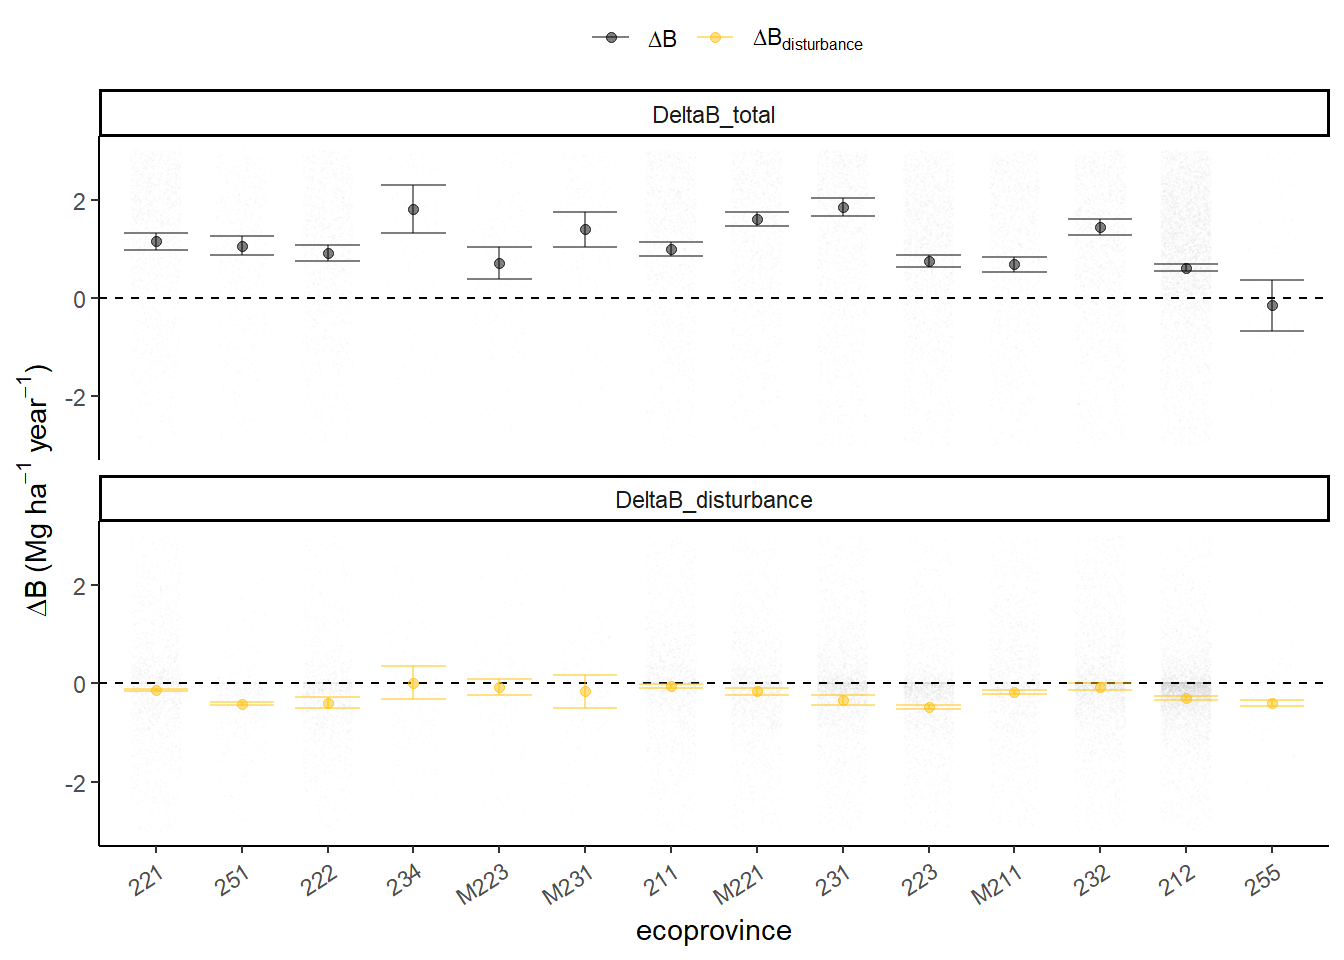 ΔB ΔB_disturbance
DeltaB_total
2
0
-2
DeltaB_disturbance
2
0
-2
ΔB (Mg ha⁻¹ year⁻¹)
221 251 222 234 M223 M231 211 M221 231 223 M211 232 212 255
ecoprovince